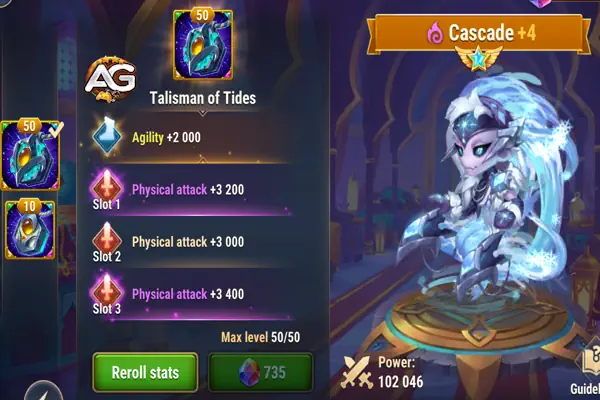 50
Cascade +4
AG
Talisman of Tides
Agility +2 000
50
Physical attack +3 200
Slot 1
10
Physical attack +3 000
Slot 2
Physical attack +3 400
Slot 3
Max level 50/50
Reroll stats
735
Power:
102 046